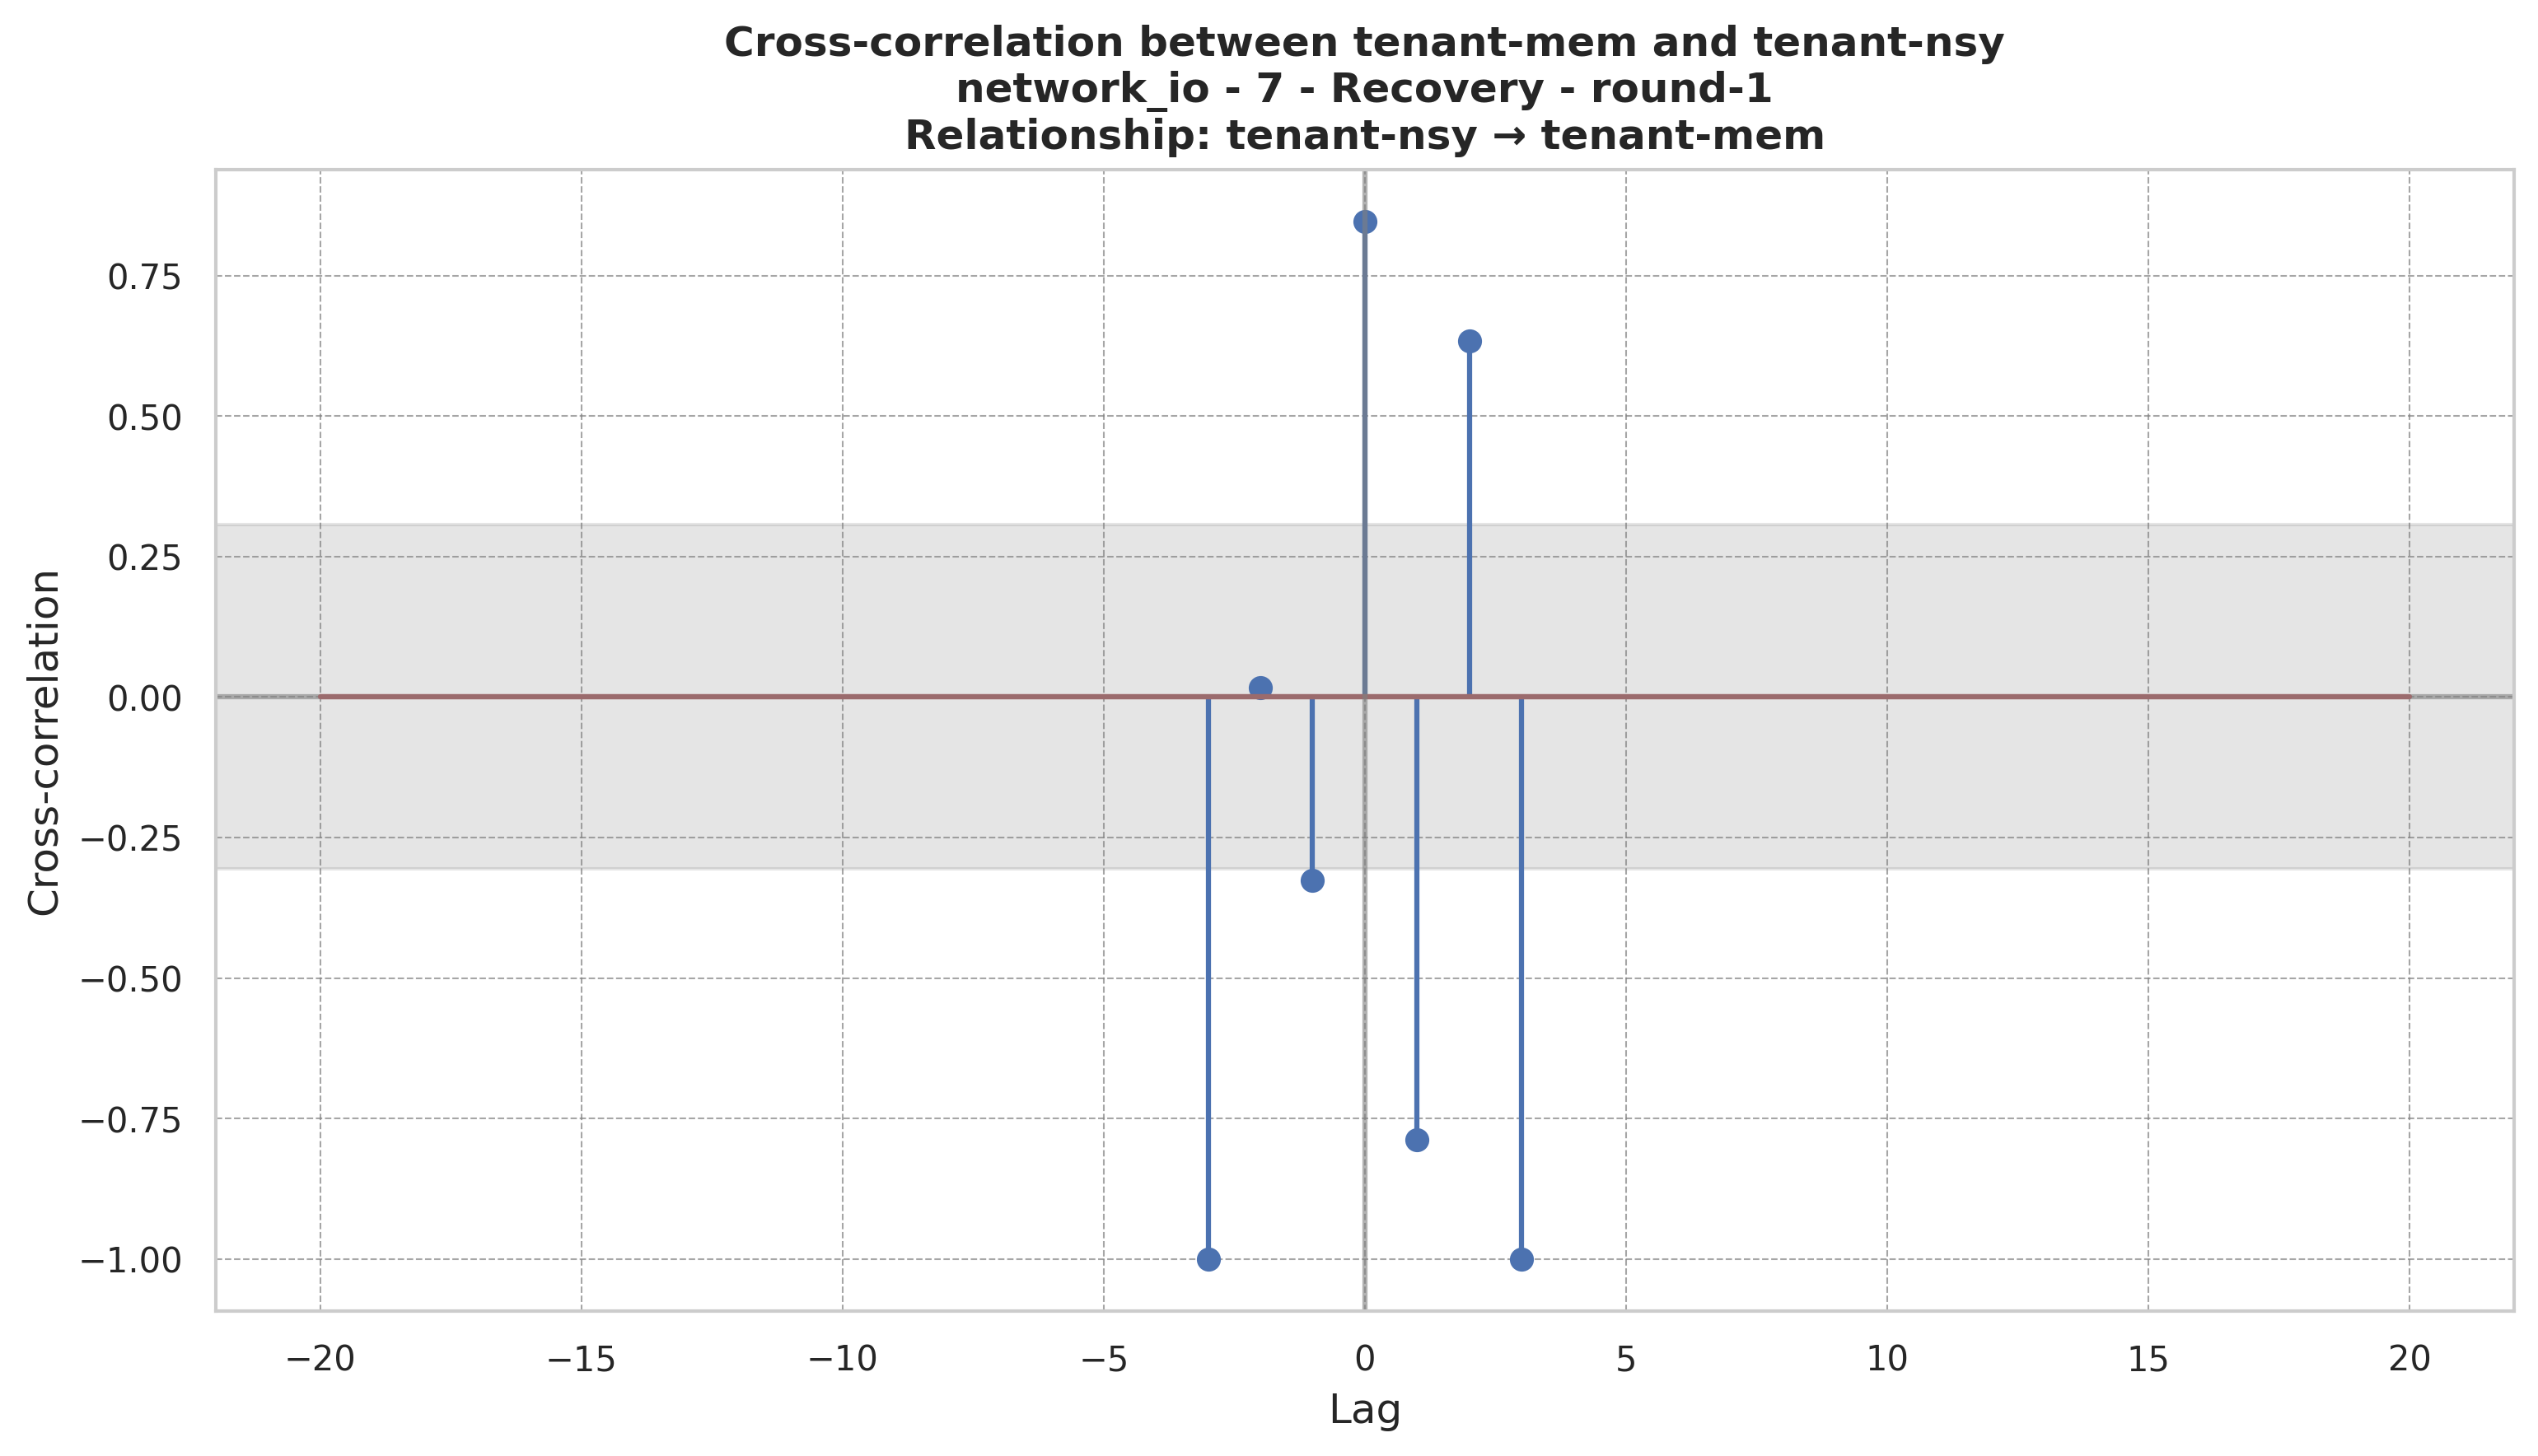 Cross-correlation between tenant-mem and tenant-nsy
network_io - 7 - Recovery - round-1
Relationship: tenant-nsy → tenant-mem
Cross-correlation
0.75
0.50
0.25
0.00
−0.25
−0.50
−0.75
−1.00
−20 −15 −10 −5 0 5 10 15 20
Lag